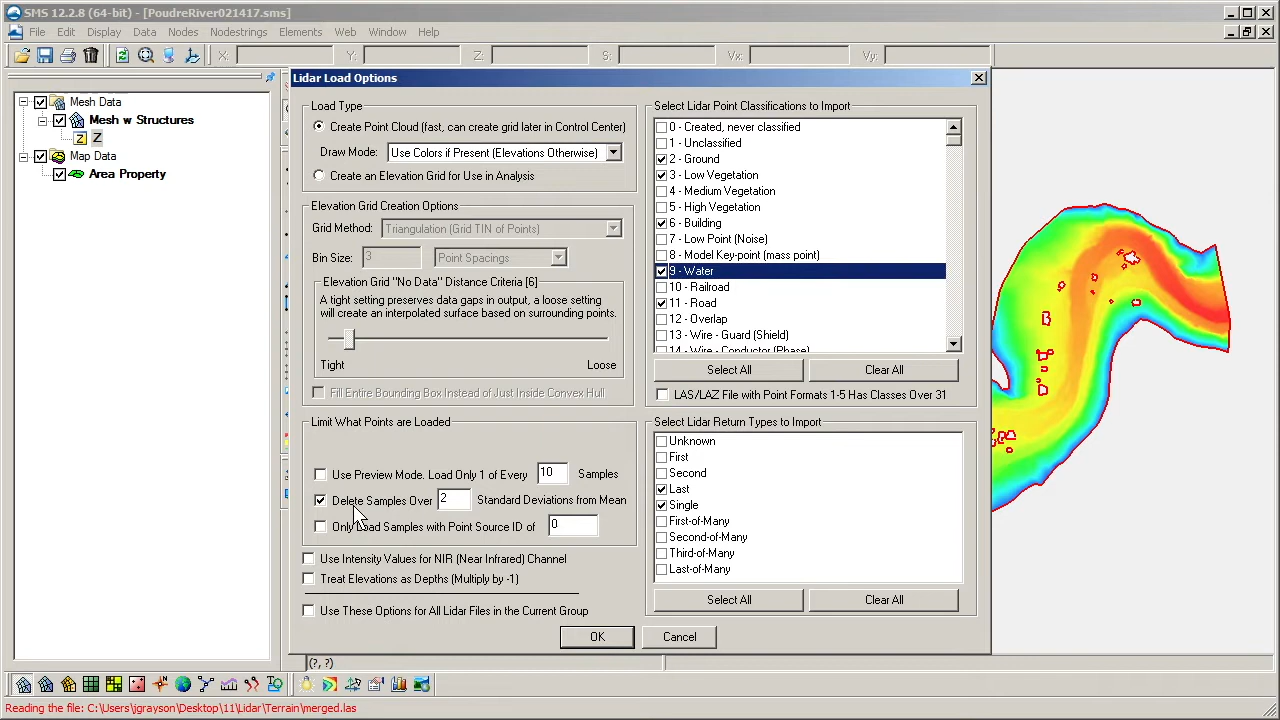 SMS 12.2.8 (64-bit) - [PoudreRiver021417.sms]
File Edit Display Data Nodes Nodestrings Elements Web Window Help
X: Y: Z: S: Vx: Vy:
Mesh Data
Mesh w Structures
Z
Map Data
Area Property
Lidar Load Options
Load Type
Create Point Cloud (fast, can create grid later in Control Center)
Draw Mode: Use Colors if Present (Elevations Otherwise)
Create an Elevation Grid for Use in Analysis
Elevation Grid Creation Options
Grid Method: Triangulation (Grid TIN of Points)
Bin Size: 3 Point Spacings
Elevation Grid "No Data" Distance Criteria [6]
A tight setting preserves data gaps in output, a loose setting
will create an interpolated surface based on surrounding points.
Tight Loose
Fill Entire Bounding Box Instead of Just Inside Convex Hull
Limit What Points are Loaded
Use Preview Mode. Load Only 1 of Every 10 Samples
Delete Samples Over 2 Standard Deviations from Mean
Only Load Samples with Point Source ID of 0
Use Intensity Values for NIR (Near Infrared) Channel
Treat Elevations as Depths (Multiply by -1)
Use These Options for All Lidar Files in the Current Group
Select Lidar Point Classifications to Import
0 - Created, never classified
1 - Unclassified
2 - Ground
3 - Low Vegetation
4 - Medium Vegetation
5 - High Vegetation
6 - Building
7 - Low Point (Noise)
8 - Model Key-point (mass point)
9 - Water
10 - Railroad
11 - Road
12 - Overlap
13 - Wire - Guard (Shield)
14 - Wire - Conductor (Phase)
Select All Clear All
LAS/LAZ File with Point Formats 1-5 Has Classes Over 31
Select Lidar Return Types to Import
Unknown
First
Second
Last
Single
First-of-Many
Second-of-Many
Third-of-Many
Last-of-Many
Select All Clear All
OK Cancel
(?, ?)
Reading the file: C:\Users\jgrayson\Desktop\11\Lidar\Terrain\merged.las